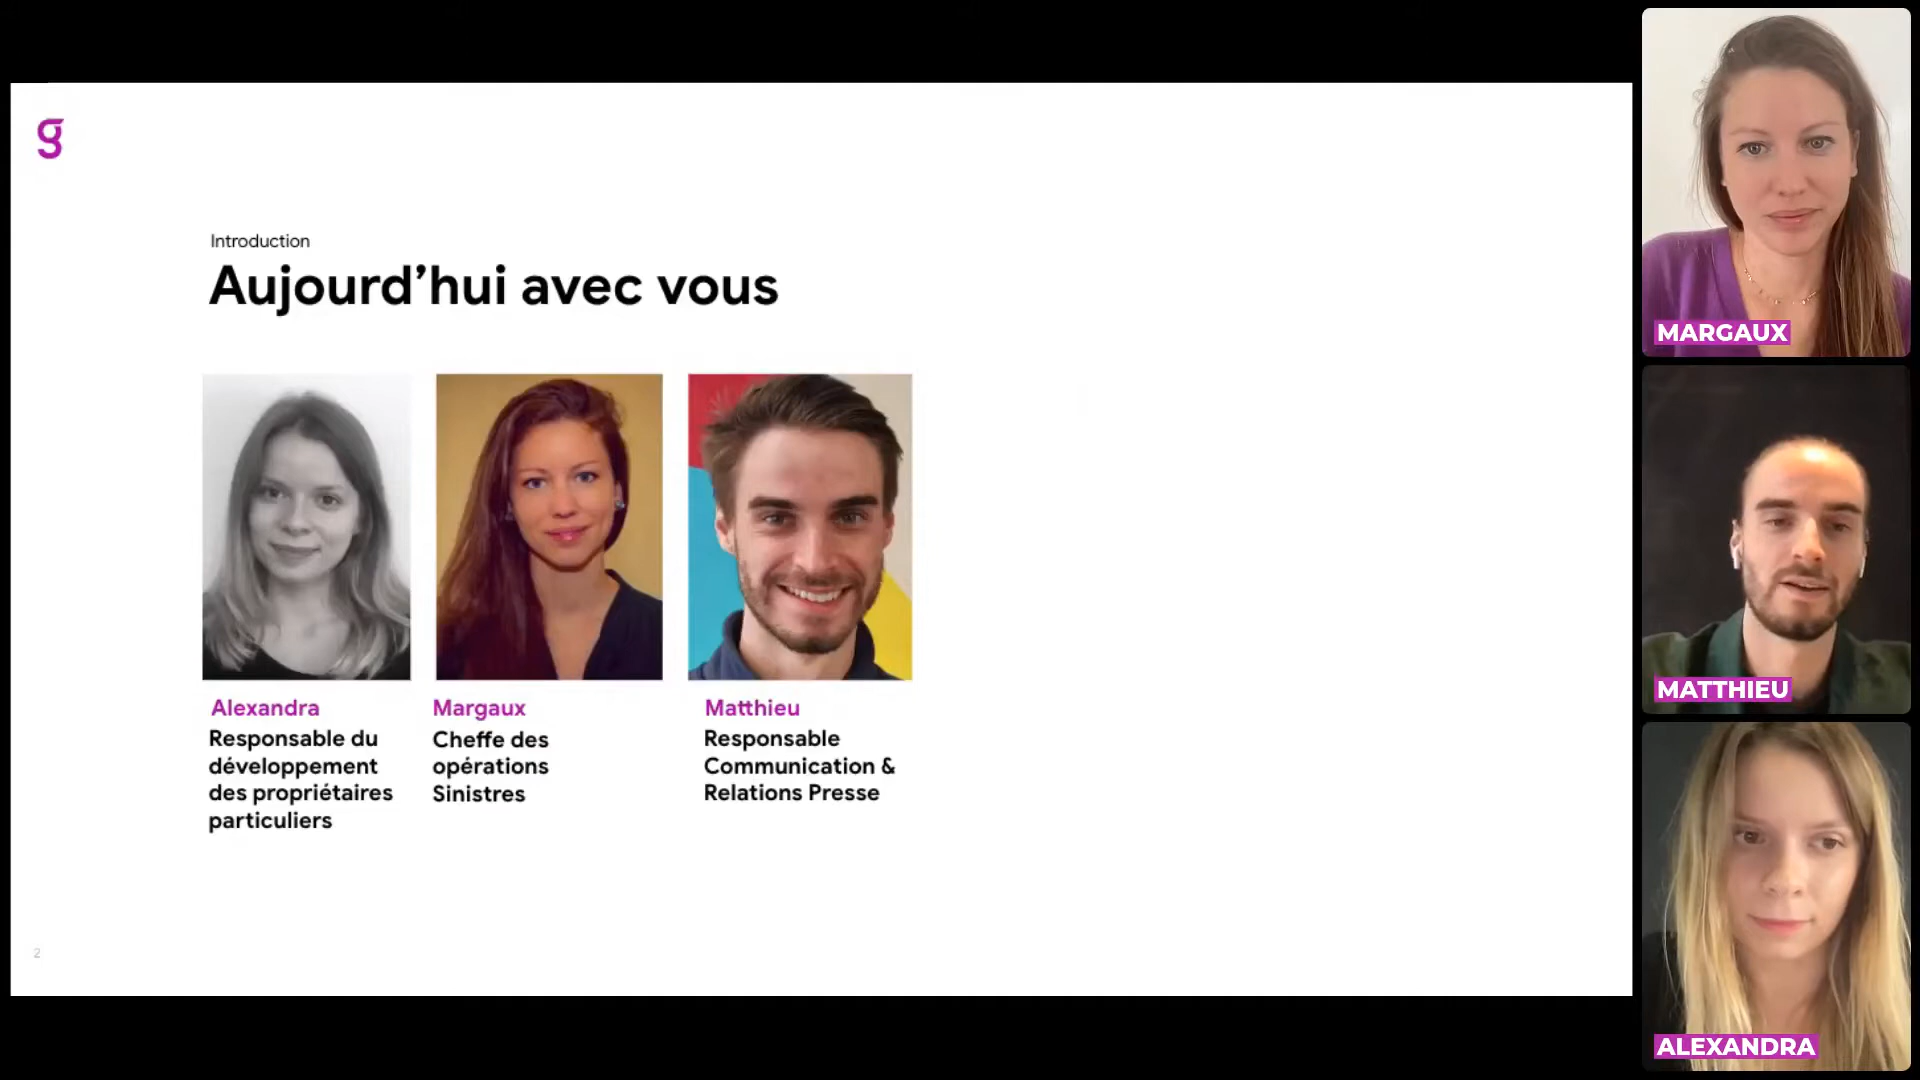 g
Introduction
Aujourd’hui avec vous
Alexandra
Responsable du
développement
des propriétaires
particuliers
Margaux
Cheffe des
opérations
Sinistres
Matthieu
Responsable
Communication &
Relations Presse
2
MARGAUX
MATTHIEU
ALEXANDRA